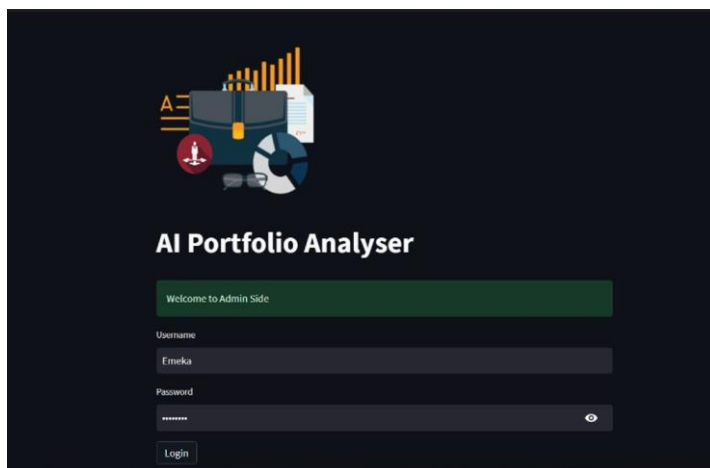 A
AI Portfolio Analyser
Welcome to Admin Side
Username
Emeka
Password
••••••••
Login